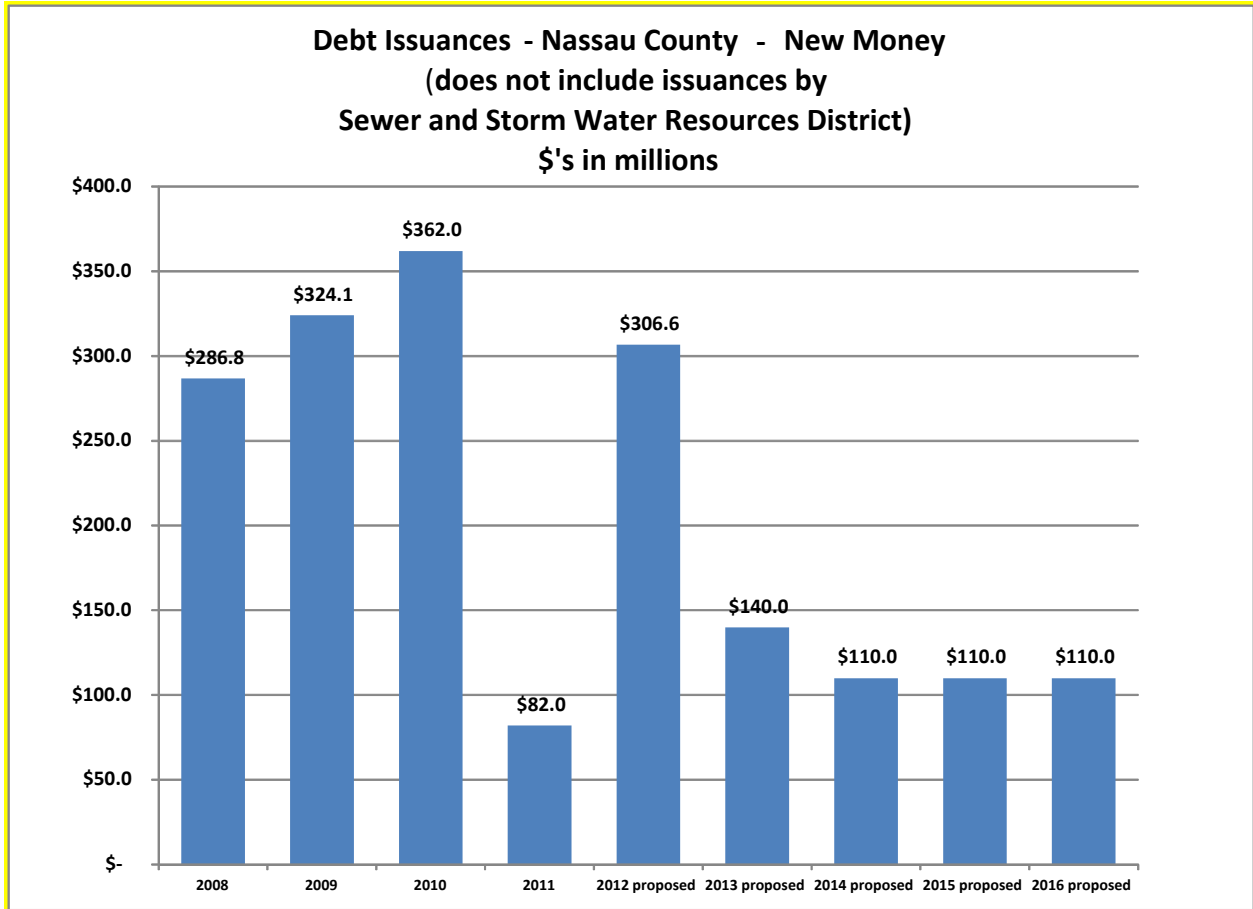 Debt Issuances - Nassau County - New Money
(does not include issuances by
Sewer and Storm Water Resources District)
$'s in millions
$400.0
$350.0
$300.0
$250.0
$200.0
$150.0
$100.0
$50.0
$-
$286.8
$324.1
$362.0
$82.0
$306.6
$140.0
$110.0
$110.0
$110.0
2008
2009
2010
2011
2012 proposed
2013 proposed
2014 proposed
2015 proposed
2016 proposed